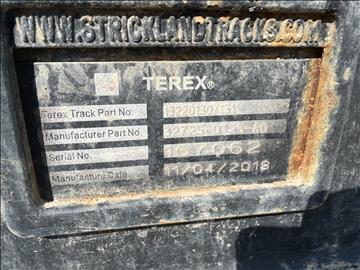 WWW.STRICKLANDTRACKS.COM
TEREX®
Terex Track Part No:
Manufacturer Part No:
Serial No.
Manufacture Date 11/04/2018